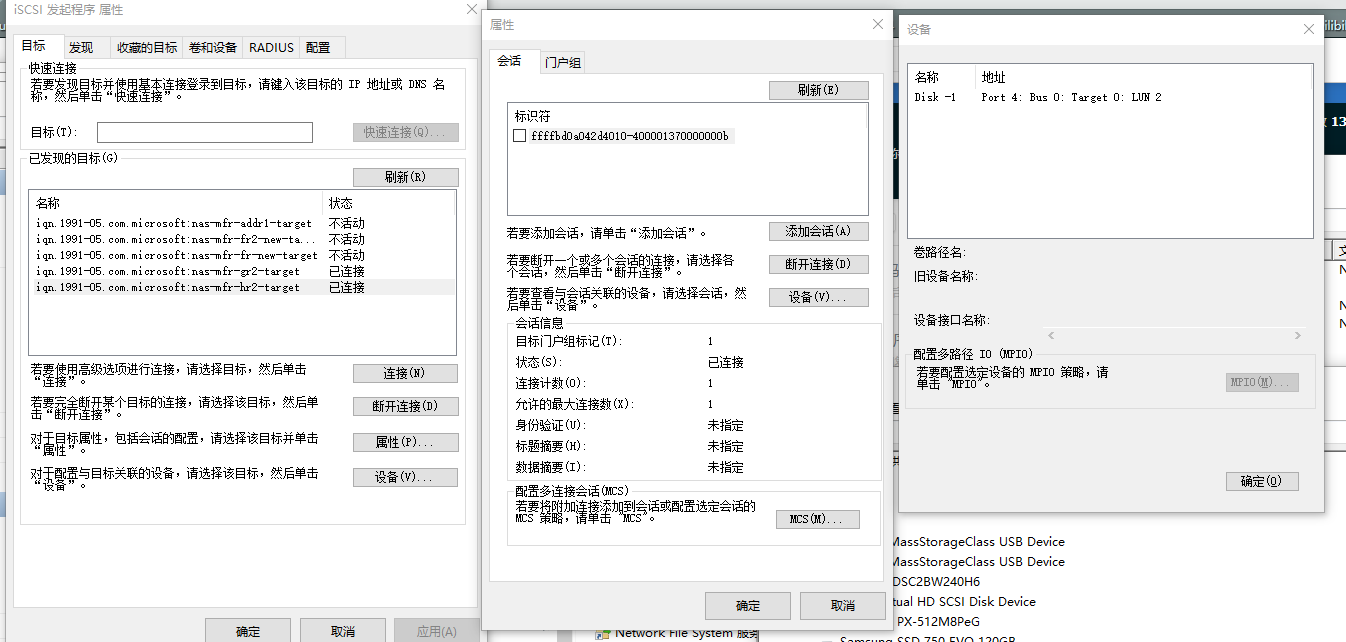 iSCSI 发起程序 属性
目标
发现
收藏的目标
卷和设备
RADIUS
配置
快速连接
若要发现目标并使用基本连接登录到目标，请键入该目标的 IP 地址或 DNS 名
称，然后单击“快速连接”。
目标(T):
快速连接(Q)...
已发现的目标(G)
刷新(R)
名称
状态
iqn.1991-05.com.microsoft:nas-mfr-addr1-target
不活动
iqn.1991-05.com.microsoft:nas-mfr-fr2-new-ta...
不活动
iqn.1991-05.com.microsoft:nas-mfr-fr-new-target
不活动
iqn.1991-05.com.microsoft:nas-mfr-gr2-target
已连接
iqn.1991-05.com.microsoft:nas-mfr-hr2-target
已连接
若要使用高级选项进行连接，请选择目标，然后单击
“连接”。
连接(N)
若要完全断开某个目标的连接，请选择该目标，然后单
击“断开连接”。
断开连接(D)
对于目标属性，包括会话的配置，请选择该目标并单击
“属性”。
属性(P)...
对于配置与目标关联的设备，请选择该目标，然后单击
“设备”。
设备(V)...
确定
取消
应用(A)
属性
会话
门户组
刷新(E)
标识符
ffffbd0a042d4010-400001370000000b
若要添加会话，请单击“添加会话”。
添加会话(A)
若要断开一个或多个会话的连接，请选择各
个会话，然后单击“断开连接”。
断开连接(D)
若要查看与会话关联的设备，请选择会话，然
后单击“设备”。
设备(V)...
会话信息
目标门户组标记(T):
1
状态(S):
已连接
连接计数(O):
1
允许的最大连接数(X):
1
身份验证(U):
未指定
标题摘要(H):
未指定
数据摘要(I):
未指定
配置多连接会话(MCS)
若要将附加连接添加到会话或配置选定会话的
MCS 策略，请单击 "MCS"。
MCS(M)...
确定
取消
设备
名称
地址
Disk -1
Port 4: Bus 0: Target 0: LUN 2
卷路径名:
旧设备名称:
设备接口名称:
配置多路径 IO (MPIO)
若要配置选定设备的 MPIO 策略，请
单击 "MPIO"。
MPIO(M)...
确定(O)
ilibil
13
MassStorageClass USB Device
MassStorageClass USB Device
DSC2BW240H6
tual HD SCSI Disk Device
PX-512M8PeG
Samsung SSD 750 EVO 120GB
Network File System 服务